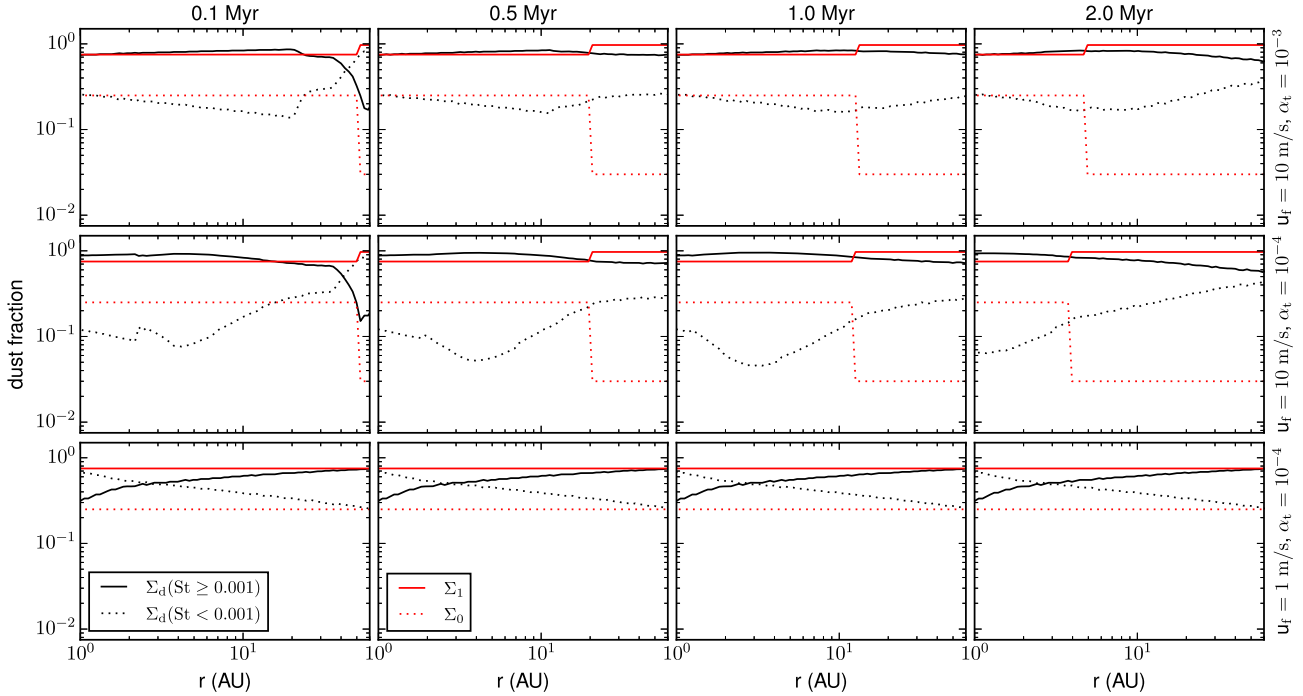 0.1 Myr 0.5 Myr 1.0 Myr 2.0 Myr
10⁰
10⁻¹
10⁻²
u_f = 10 m/s, α_t = 10⁻³
10⁰
10⁻¹
10⁻²
u_f = 10 m/s, α_t = 10⁻⁴
dust fraction
10⁰
10⁻¹
10⁻²
u_f = 1 m/s, α_t = 10⁻⁴
Σ_d(St ≥ 0.001)
Σ_d(St < 0.001)
Σ_1
Σ_0
10⁰ 10¹ 10⁰ 10¹ 10⁰ 10¹ 10⁰ 10¹
r (AU) r (AU) r (AU) r (AU)